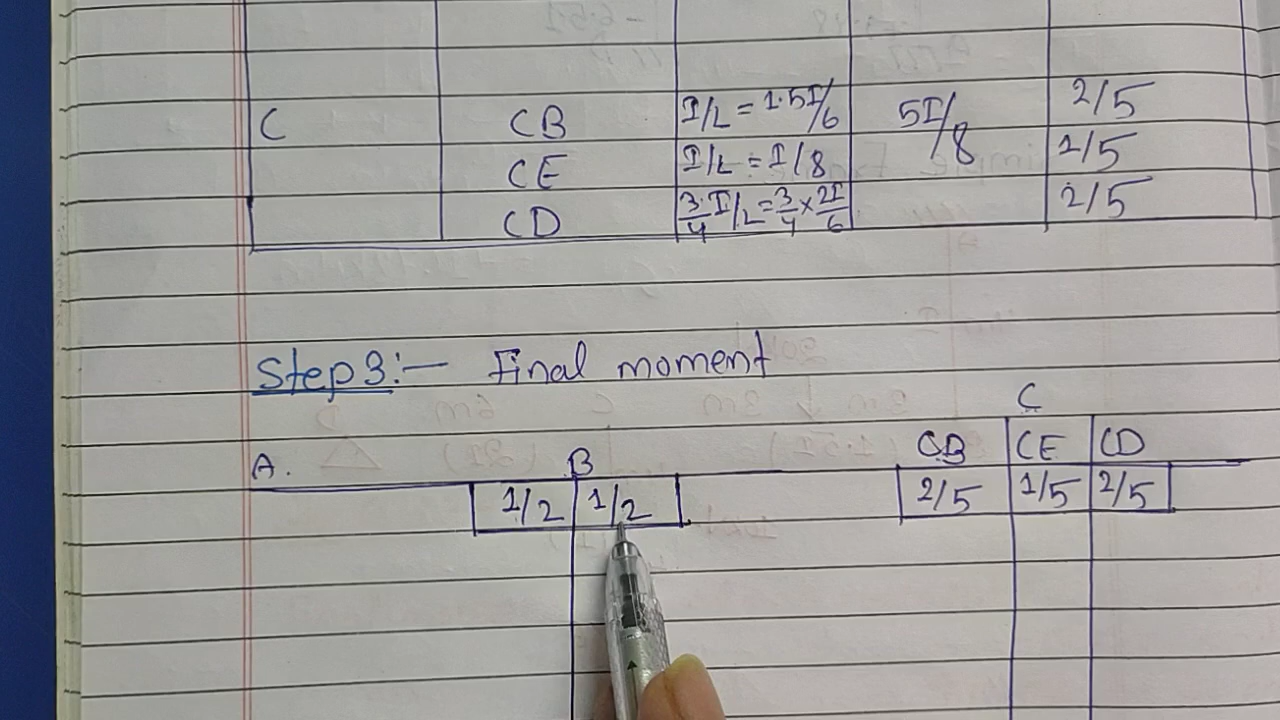 C CB I/L = 1.5I/6 5I/8 2/5
CE I/L = I/8 1/5
CD 3/4 I/L = 3/4 × 2I/6 2/5
Step 3:- Final moment
C
A. B CB CE CD
1/2 1/2 2/5 1/5 2/5